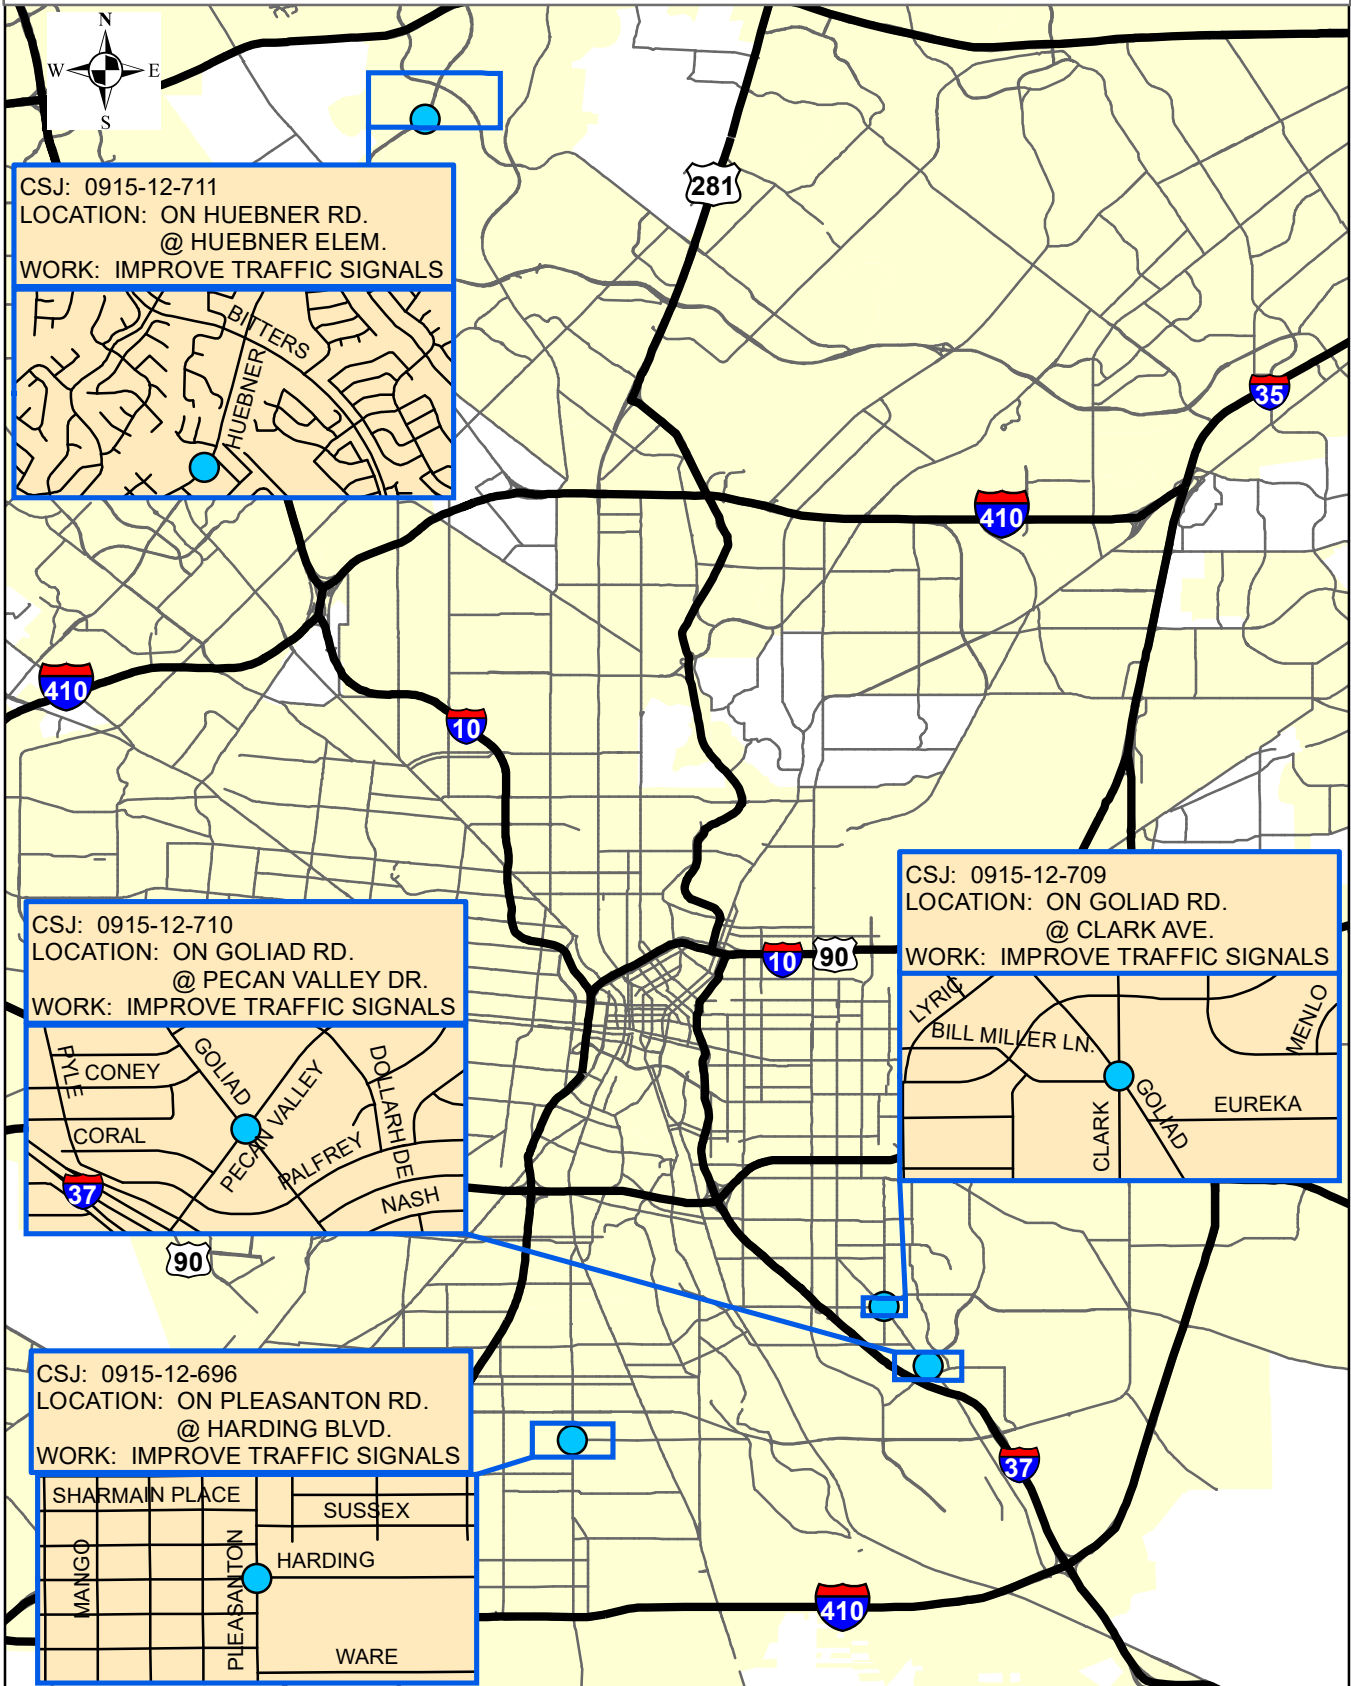 N
W E
S
281
CSJ: 0915-12-711
LOCATION: ON HUEBNER RD.
@ HUEBNER ELEM.
WORK: IMPROVE TRAFFIC SIGNALS
BITTERS
HUEBNER
35
410
410
10
CSJ: 0915-12-709
LOCATION: ON GOLIAD RD.
@ CLARK AVE.
WORK: IMPROVE TRAFFIC SIGNALS
LYRIC
BILL MILLER LN.
MENLO
GOLIAD
EUREKA
CLARK
10
90
CSJ: 0915-12-710
LOCATION: ON GOLIAD RD.
@ PECAN VALLEY DR.
WORK: IMPROVE TRAFFIC SIGNALS
PYLE
CONEY
GOLIAD
DOLLARHIDE
CORAL
PECAN VALLEY
PALFREY
37
NASH
90
CSJ: 0915-12-696
LOCATION: ON PLEASANTON RD.
@ HARDING BLVD.
WORK: IMPROVE TRAFFIC SIGNALS
SHARMAIN PLACE
SUSSEX
MANGO
PLEASANTON
HARDING
WARE
37
410